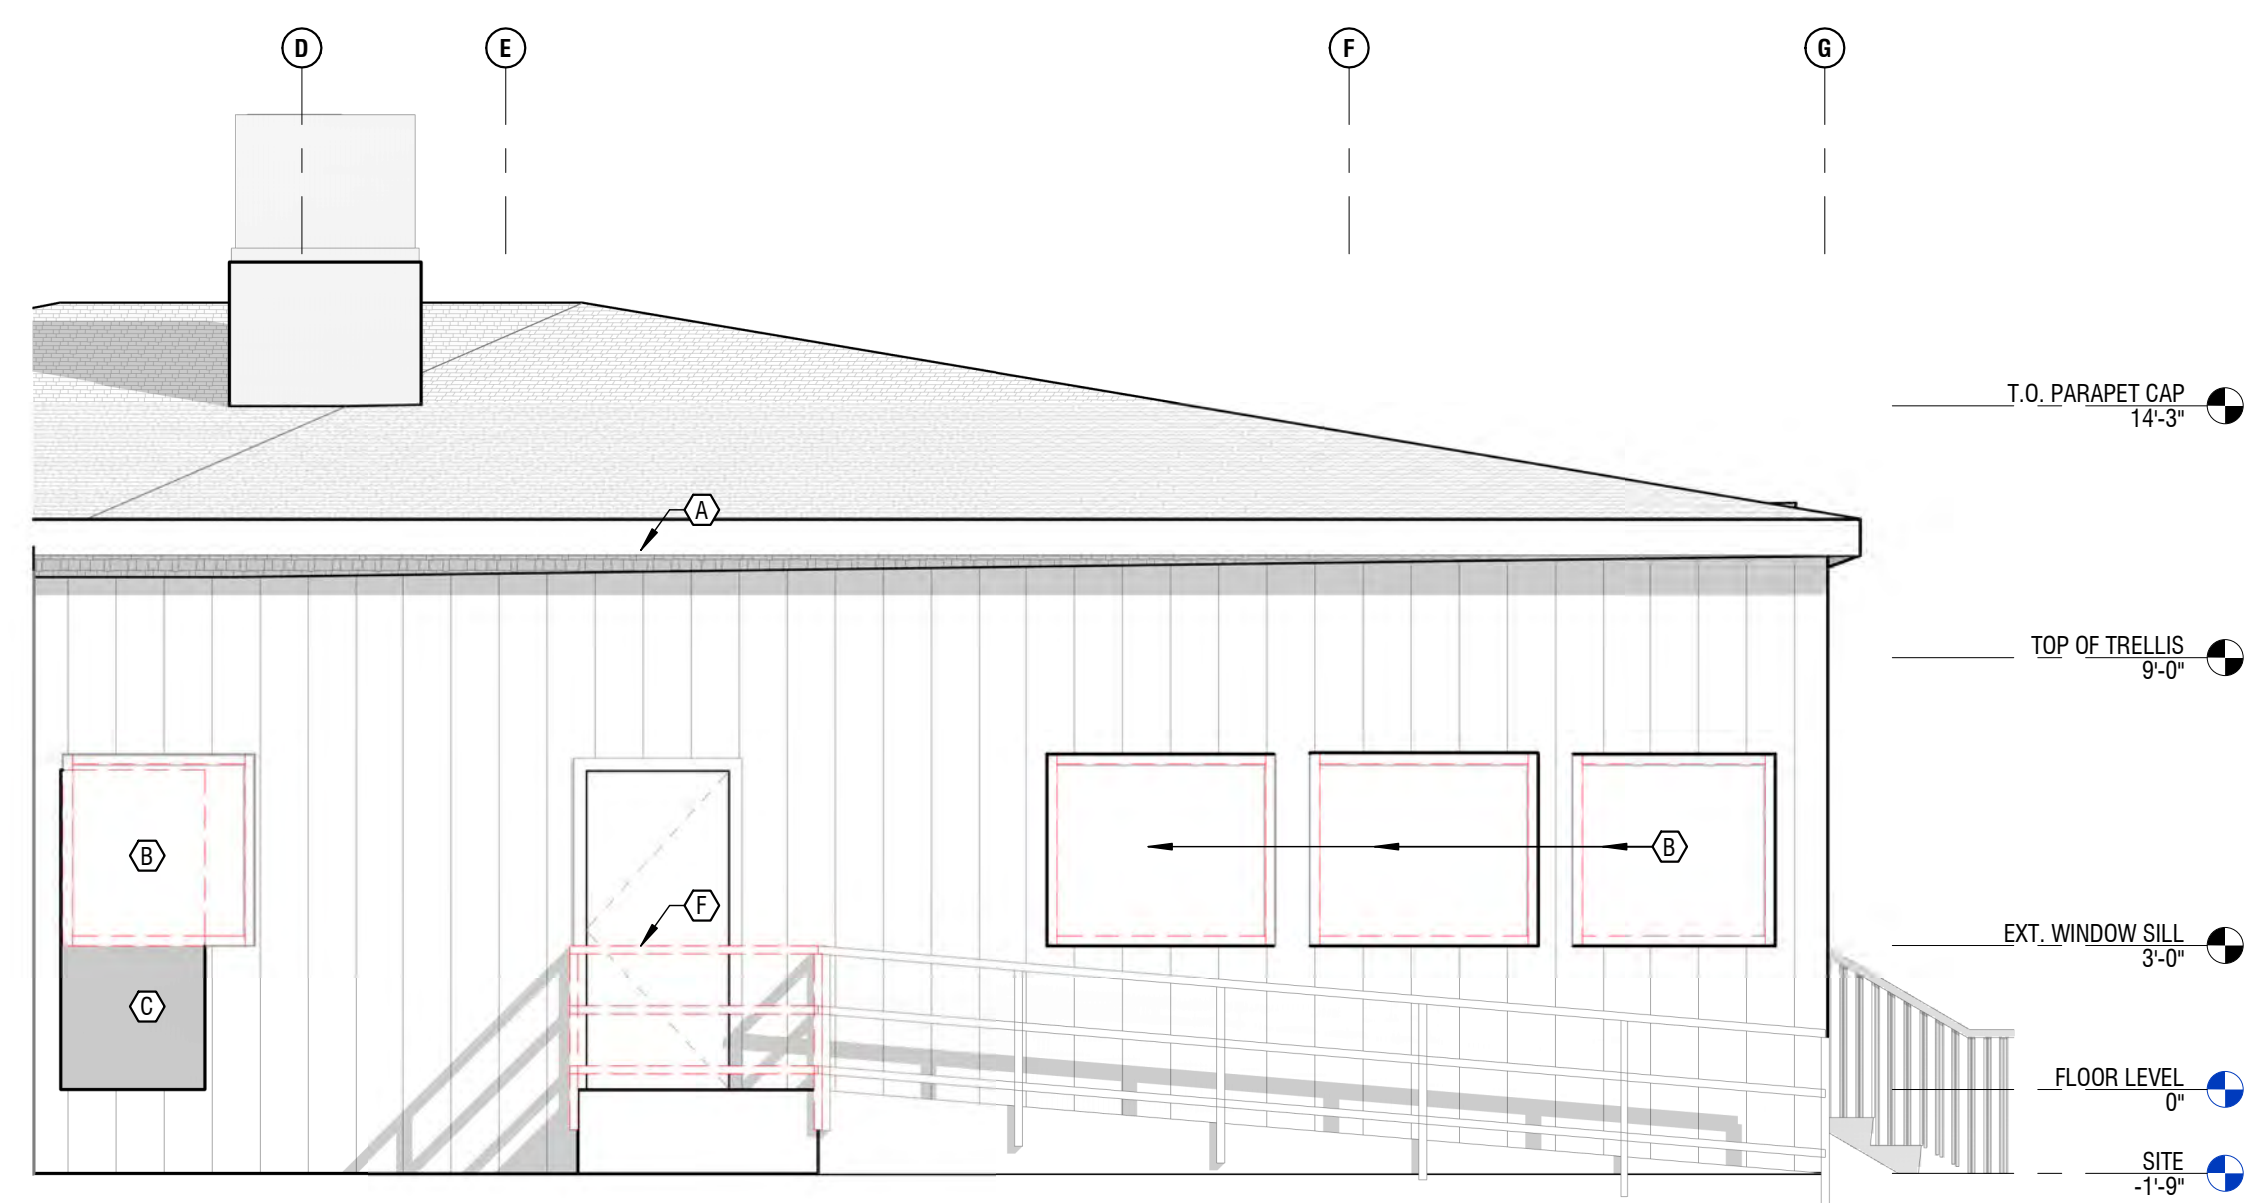 D
E
F
G
T.O. PARAPET CAP
14'-3"
A
TOP OF TRELLIS
9'-0"
B
B
F
EXT. WINDOW SILL
3'-0"
C
FLOOR LEVEL
0"
SITE
-1'-9"